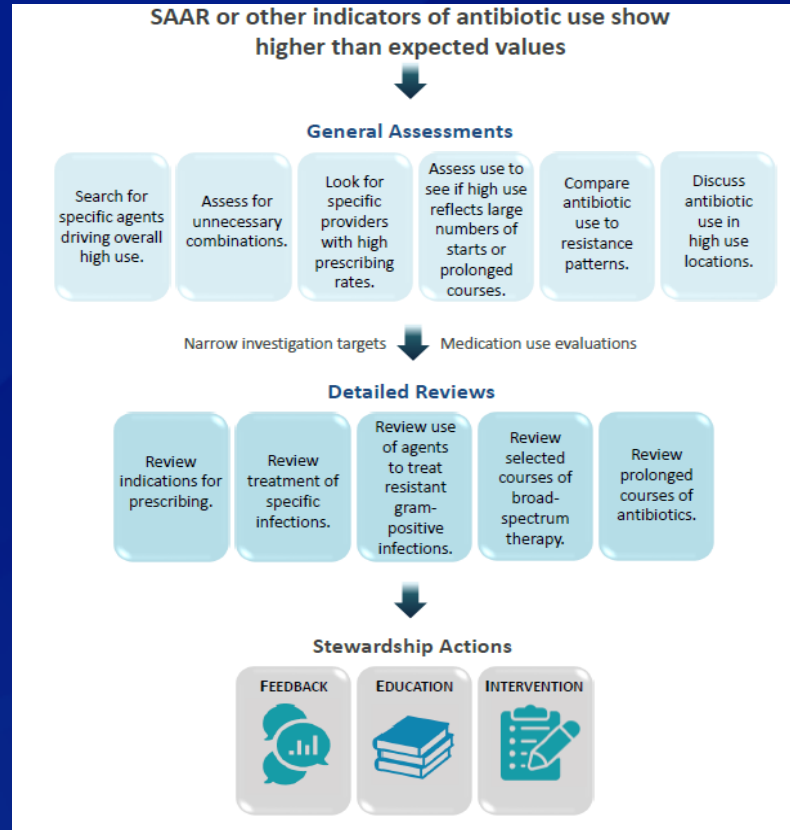 SAAR or other indicators of antibiotic use show
higher than expected values
General Assessments
Search for
specific agents
driving overall
high use.
Assess for
unnecessary
combinations.
Look for
specific
providers
with high
prescribing
rates.
Assess use to
see if high use
reflects large
numbers of
starts or
prolonged
courses.
Compare
antibiotic
use to
resistance
patterns.
Discuss
antibiotic
use in
high use
locations.
Narrow investigation targets
Medication use evaluations
Detailed Reviews
Review
indications for
prescribing.
Review
treatment of
specific
infections.
Review use
of agents
to treat
resistant
gram-
positive
infections.
Review
selected
courses of
broad-
spectrum
therapy.
Review
prolonged
courses of
antibiotics.
Stewardship Actions
FEEDBACK
EDUCATION
INTERVENTION